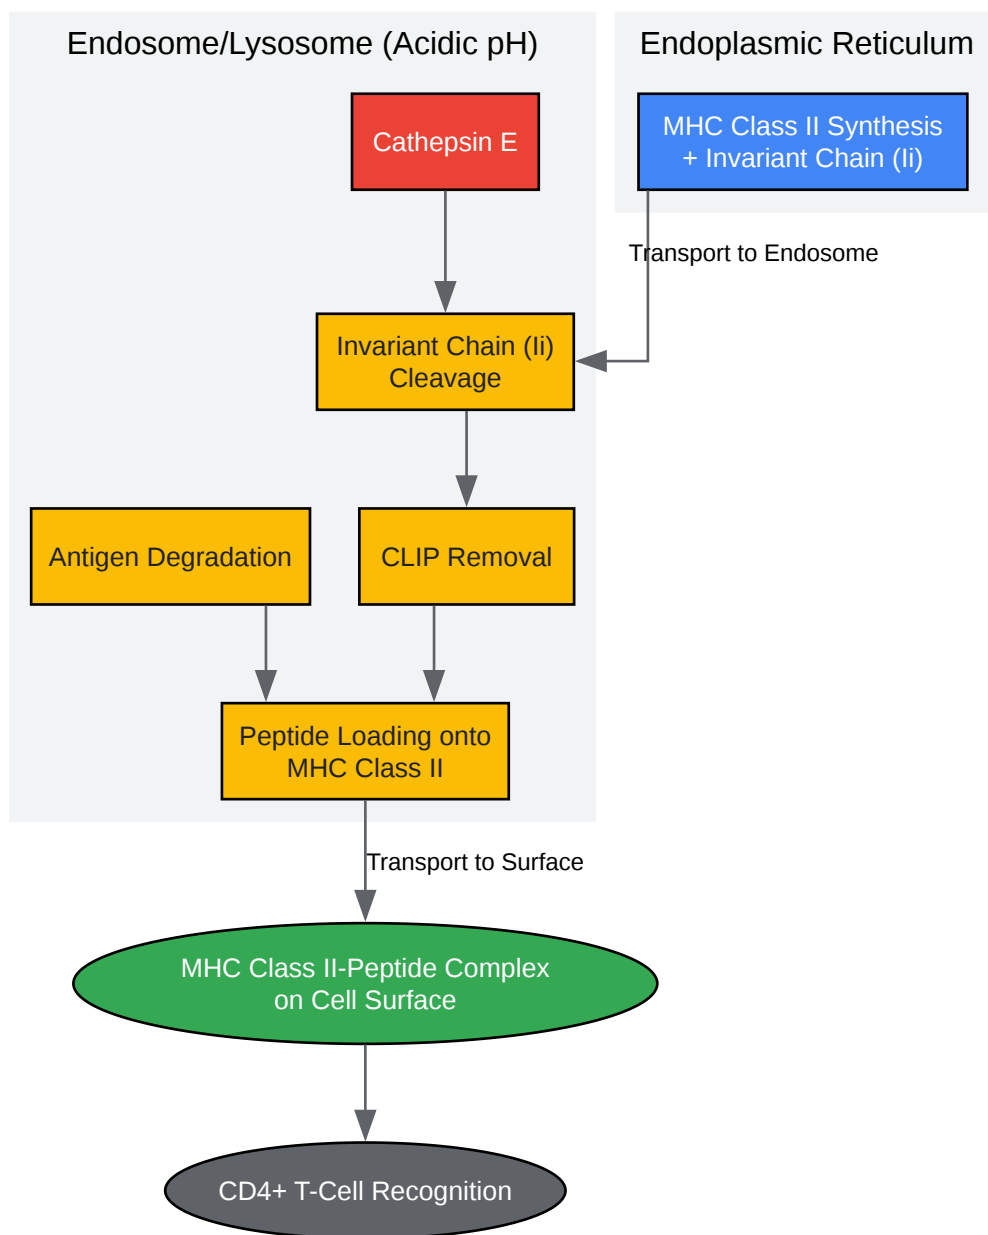 Endosome/Lysosome (Acidic pH)
Endoplasmic Reticulum
Cathepsin E
MHC Class II Synthesis
+ Invariant Chain (Ii)
Transport to Endosome
Invariant Chain (Ii)
Cleavage
Antigen Degradation
CLIP Removal
Peptide Loading onto
MHC Class II
Transport to Surface
MHC Class II-Peptide Complex
on Cell Surface
CD4+ T-Cell Recognition